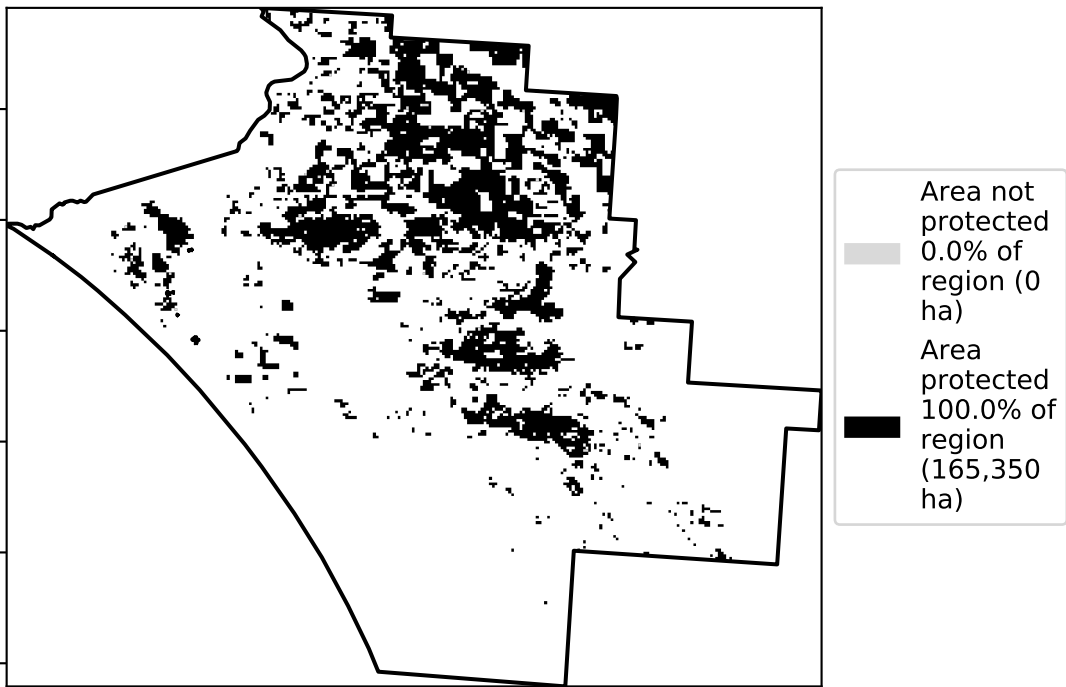 Area not
protected
0.0% of
region (0
ha)
Area
protected
100.0% of
region
(165,350
ha)